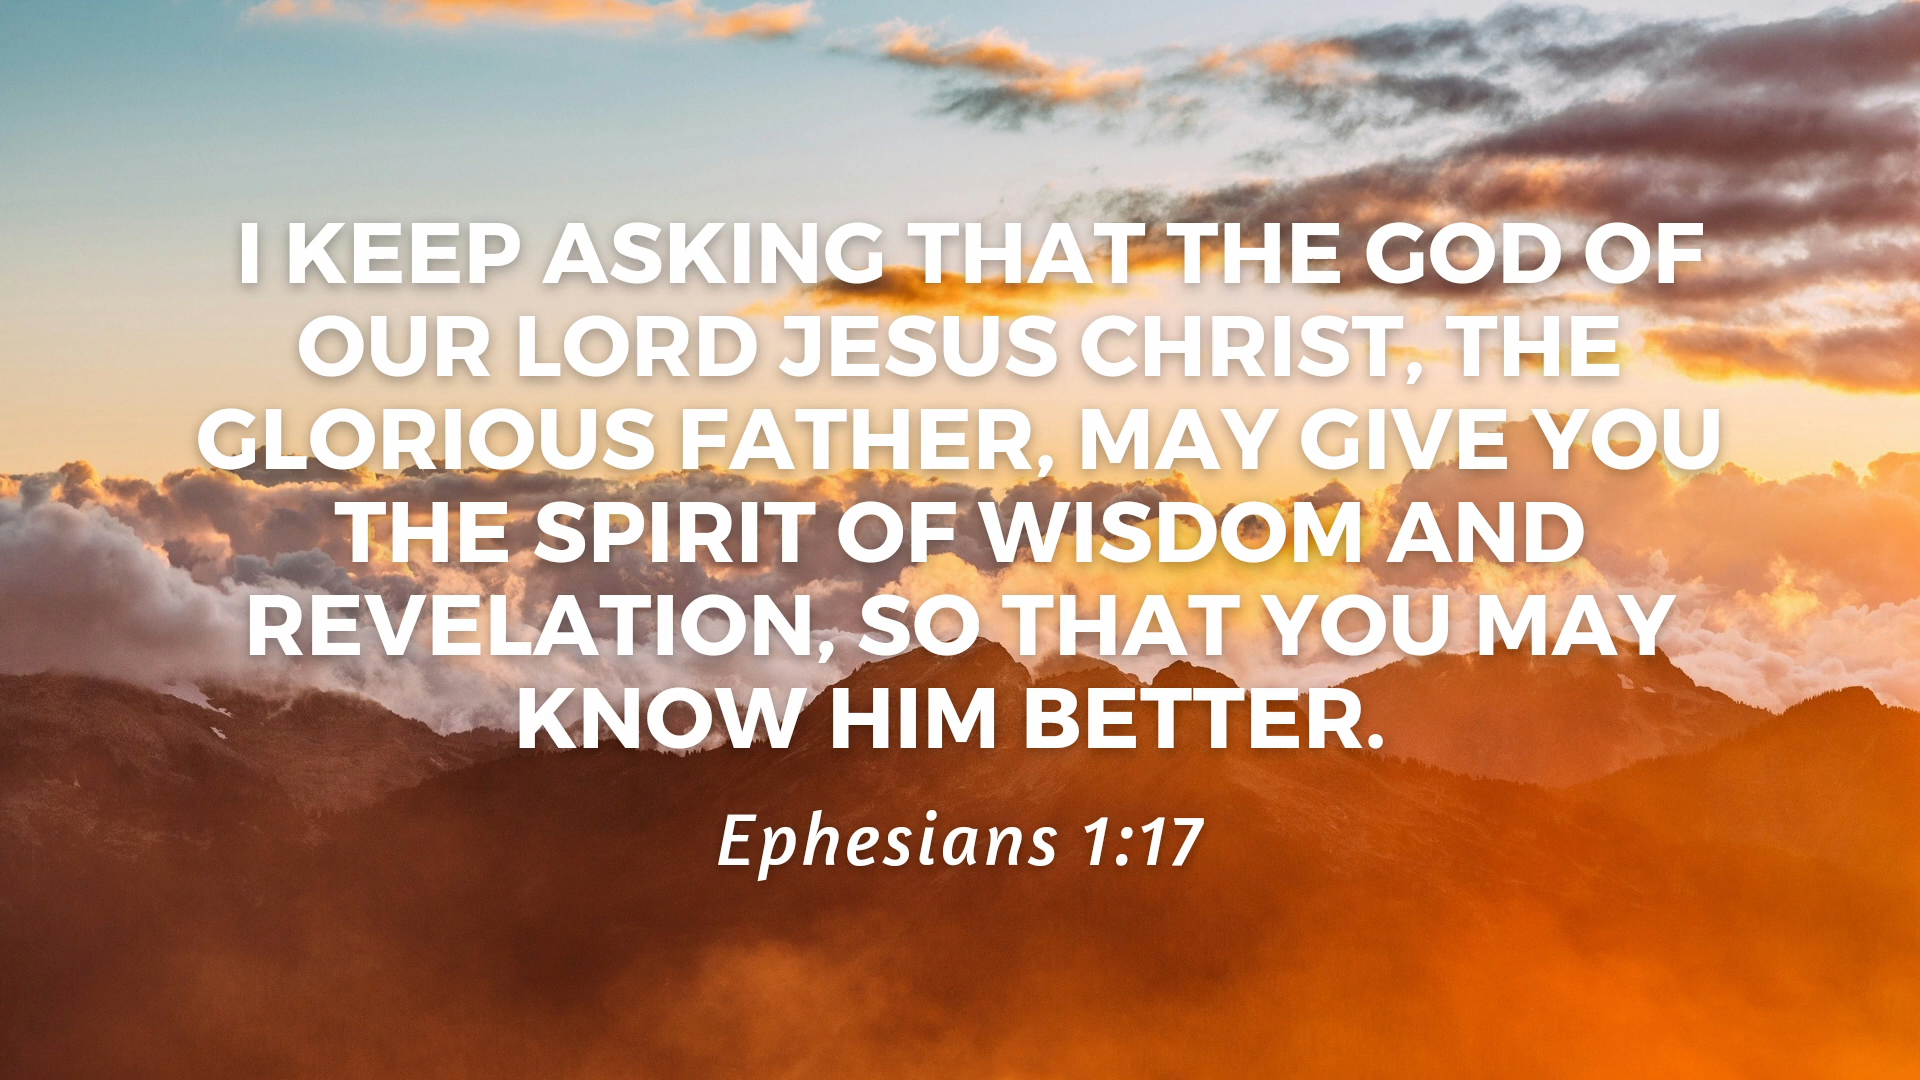 I KEEP ASKING THAT THE GOD OF
OUR LORD JESUS CHRIST, THE
GLORIOUS FATHER, MAY GIVE YOU
THE SPIRIT OF WISDOM AND
REVELATION, SO THAT YOU MAY
KNOW HIM BETTER.
Ephesians 1:17